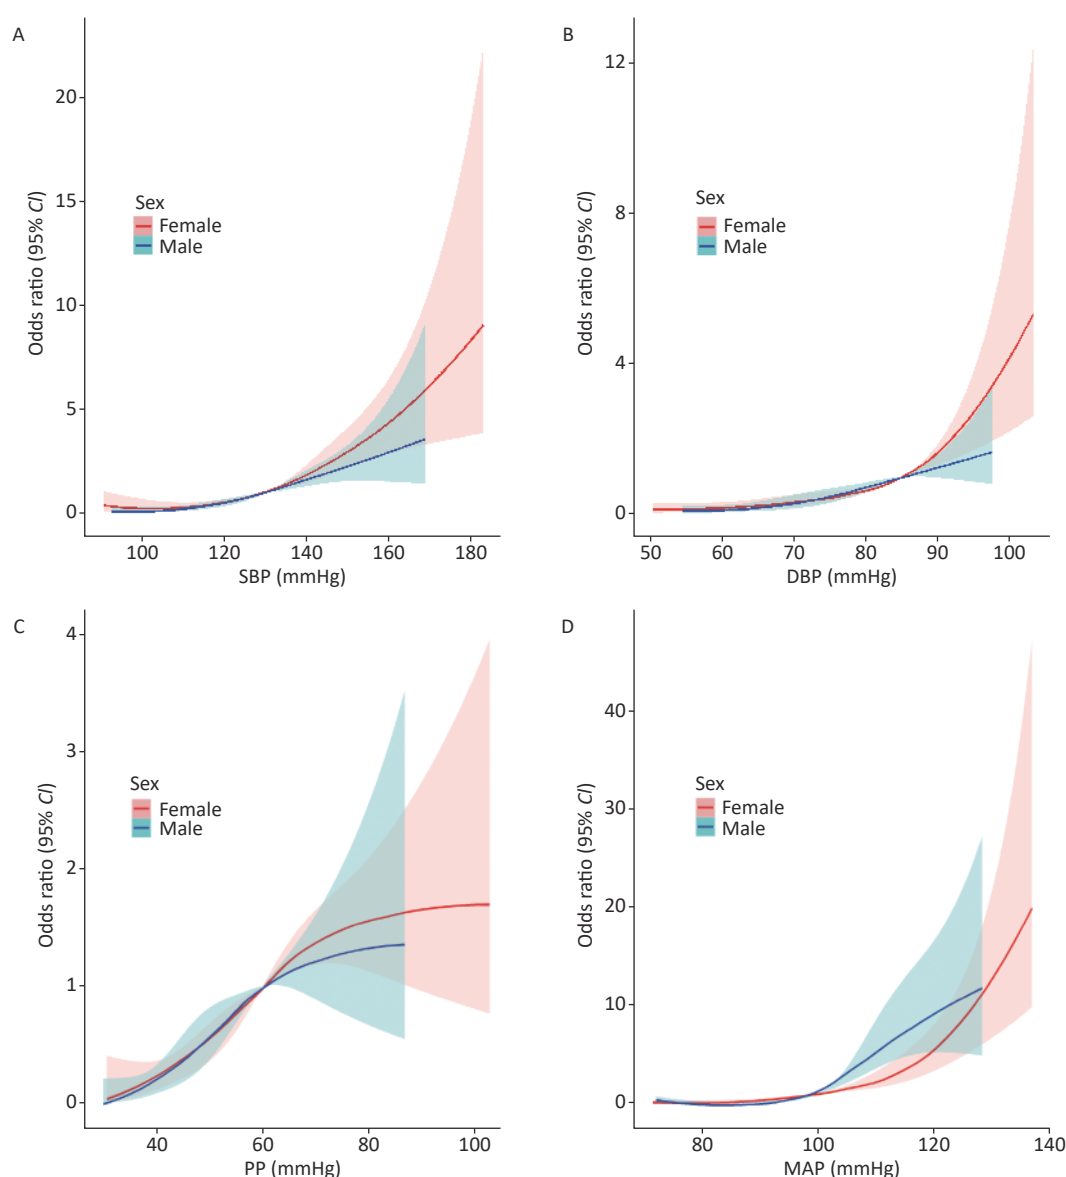 A
Odds ratio (95% CI)
20
15
10
5
0
Sex
Female
Male
100 120 140 160 180
SBP (mmHg)
B
Odds ratio (95% CI)
12
8
4
0
Sex
Female
Male
50 60 70 80 90 100
DBP (mmHg)
C
Odds ratio (95% CI)
4
3
2
1
0
Sex
Female
Male
40 60 80 100
PP (mmHg)
D
Odds ratio (95% CI)
40
30
20
10
0
Sex
Female
Male
80 100 120 140
MAP (mmHg)